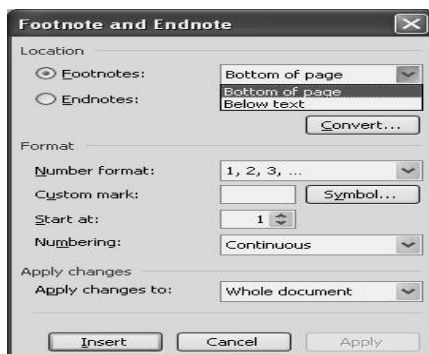 Footnote and Endnote
Location
Footnotes: Bottom of page
Bottom of page
Endnotes:
Below text
Convert...
Format
Number format: 1, 2, 3, ...
Custom mark: Symbol...
Start at: 1
Numbering: Continuous
Apply changes
Apply changes to: Whole document
Insert Cancel Apply